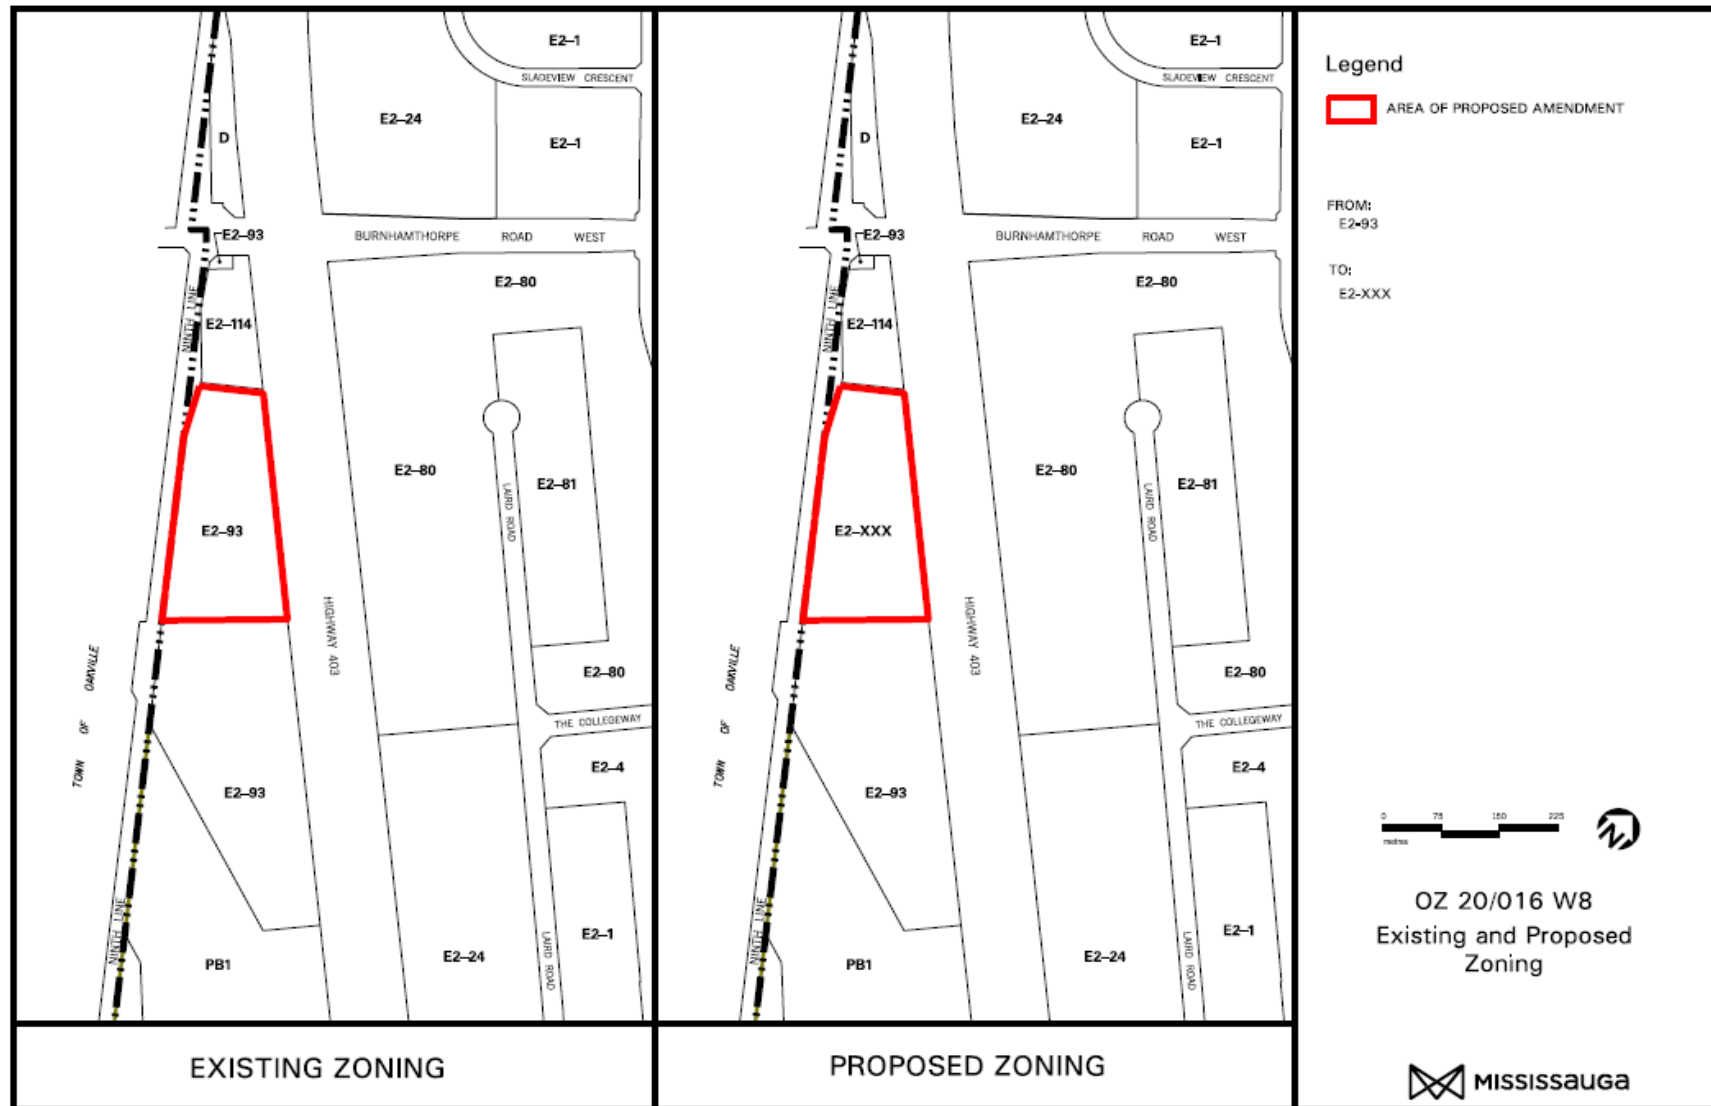 E2–1
SLADEVIEW CRESCENT
E2–24
D
E2–1
E2–93
BURNHAMTHORPE ROAD WEST
E2–80
NINTH LINE
E2–114
E2–80
E2–81
LAIRD ROAD
E2–93
HIGHWAY 403
TOWN OF OAKVILLE
E2–80
THE COLLEGEWAY
E2–4
E2–93
NINTH LINE
LAIRD ROAD
E2–1
E2–24
PB1
EXISTING ZONING
E2–1
SLADEVIEW CRESCENT
E2–24
D
E2–1
E2–93
BURNHAMTHORPE ROAD WEST
E2–80
NINTH LINE
E2–114
E2–80
E2–81
LAIRD ROAD
E2–XXX
HIGHWAY 403
TOWN OF OAKVILLE
E2–80
THE COLLEGEWAY
E2–4
E2–93
NINTH LINE
LAIRD ROAD
E2–1
E2–24
PB1
PROPOSED ZONING
Legend
AREA OF PROPOSED AMENDMENT
FROM:
E2-93
TO:
E2-XXX
0 75 150 225
metres
OZ 20/016 W8
Existing and Proposed
Zoning
MISSISSAUGA